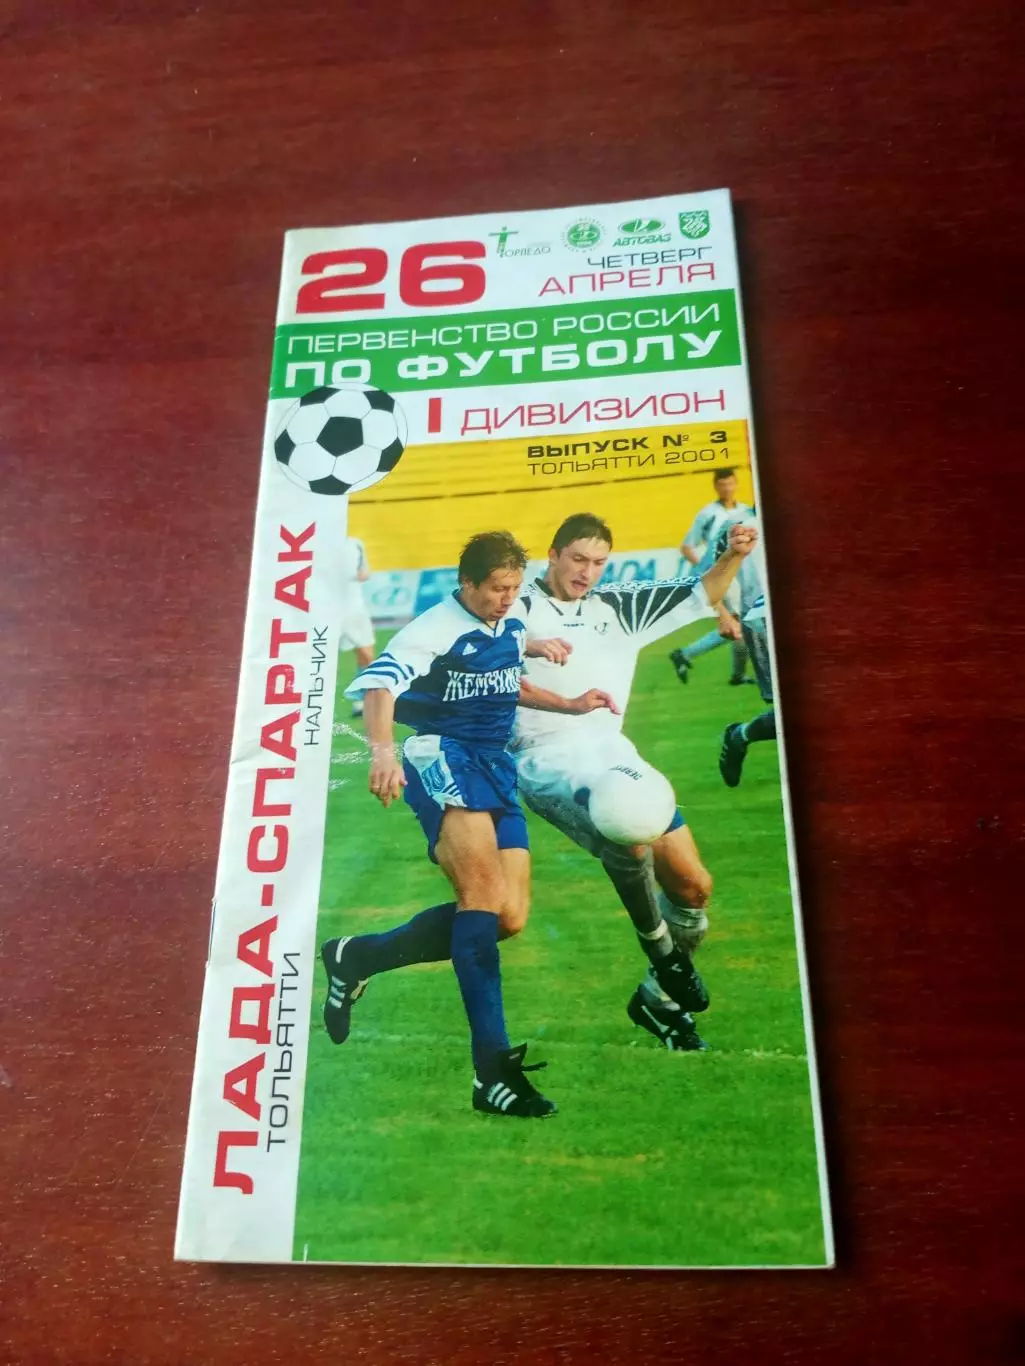 26
ТОРПЕДО
АВТОВАЗ
ЧЕТВЕРГ
АПРЕЛЯ
ПЕРВЕНСТВО РОССИИ
ПО ФУТБОЛУ
I ДИВИЗИОН
ВЫПУСК № 3
ТОЛЬЯТТИ 2001
ЛАДА-СПАРТАК
ТОЛЬЯТТИ
НАЛЬЧИК